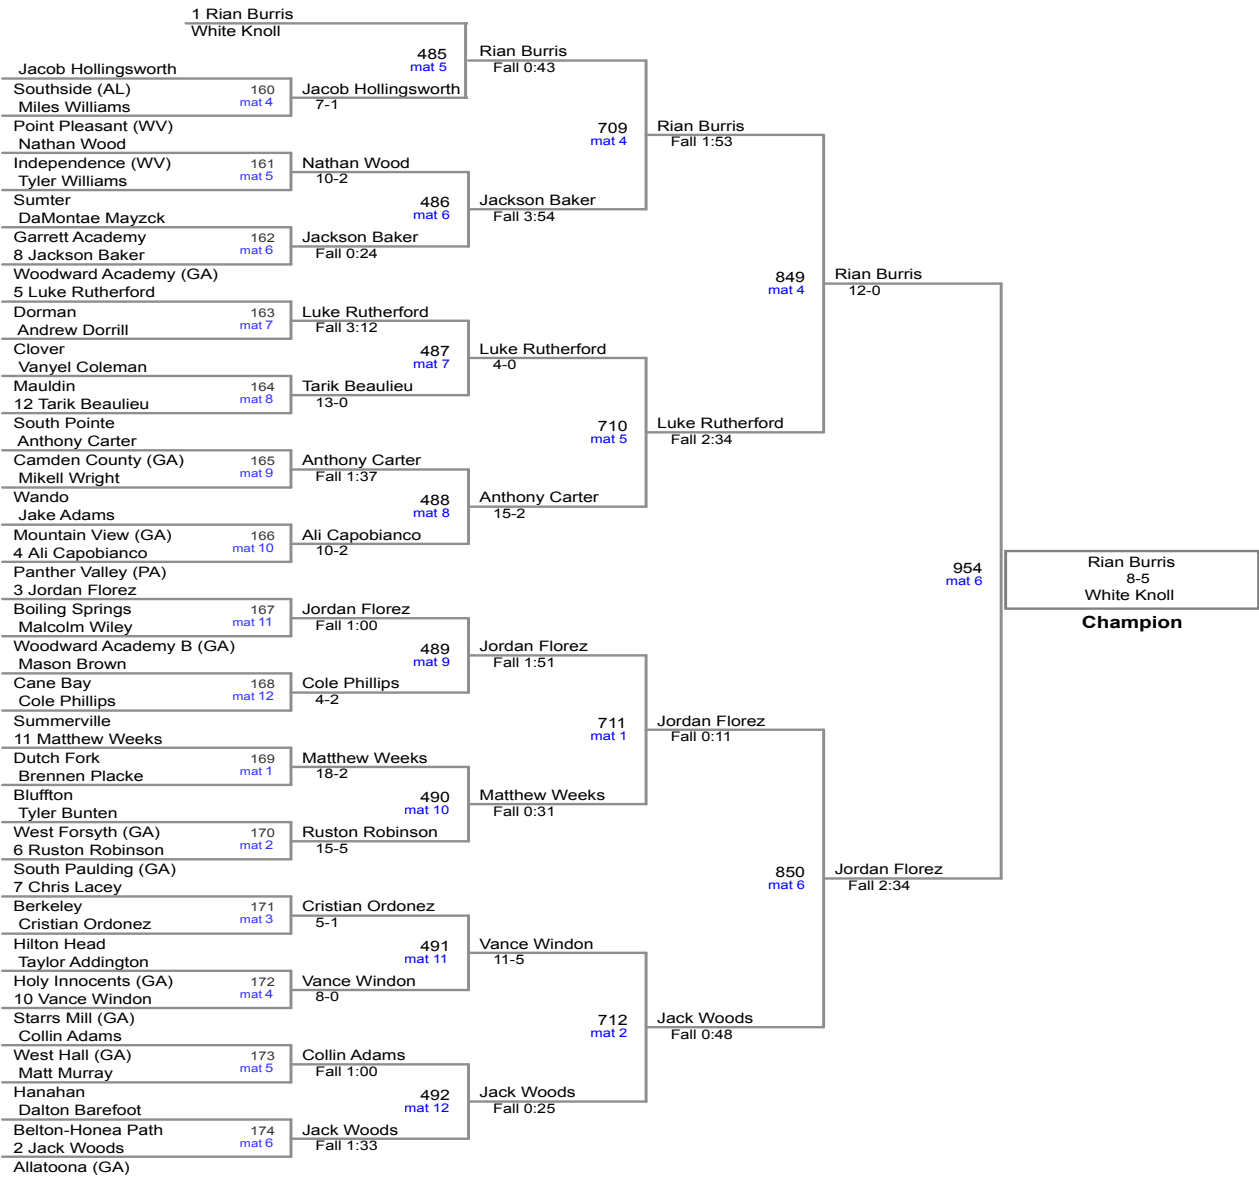 1 Rian Burris
White Knoll
Jacob Hollingsworth
Southside (AL)
Miles Williams
Point Pleasant (WV)
Nathan Wood
Independence (WV)
Tyler Williams
Sumter
DaMontae Mayzck
Garrett Academy
8 Jackson Baker
Woodward Academy (GA)
5 Luke Rutherford
Dorman
Andrew Dorrill
Clover
Vanyel Coleman
Mauldin
12 Tarik Beaulieu
South Pointe
Anthony Carter
Camden County (GA)
Mikell Wright
Wando
Jake Adams
Mountain View (GA)
4 Ali Capobianco
Panther Valley (PA)
3 Jordan Florez
Boiling Springs
Malcolm Wiley
Woodward Academy B (GA)
Mason Brown
Cane Bay
Cole Phillips
Summerville
11 Matthew Weeks
Dutch Fork
Brennen Placke
Bluffton
Tyler Bunten
West Forsyth (GA)
6 Ruston Robinson
South Paulding (GA)
7 Chris Lacey
Berkeley
Cristian Ordonez
Hilton Head
Taylor Addington
Holy Innocents (GA)
10 Vance Windon
Starrs Mill (GA)
Collin Adams
West Hall (GA)
Matt Murray
Hanahan
Dalton Barefoot
Belton-Honea Path
2 Jack Woods
Allatoona (GA)
160
mat 4
161
mat 5
162
mat 6
163
mat 7
164
mat 8
165
mat 9
166
mat 10
167
mat 11
168
mat 12
169
mat 1
170
mat 2
171
mat 3
172
mat 4
173
mat 5
174
mat 6
Jacob Hollingsworth
7-1
Nathan Wood
10-2
Jackson Baker
Fall 0:24
Luke Rutherford
Fall 3:12
Tarik Beaulieu
13-0
Anthony Carter
Fall 1:37
Ali Capobianco
10-2
Jordan Florez
Fall 1:00
Cole Phillips
4-2
Matthew Weeks
18-2
Ruston Robinson
15-5
Cristian Ordonez
5-1
Vance Windon
8-0
Collin Adams
Fall 1:00
Jack Woods
Fall 1:33
485
mat 5
486
mat 6
487
mat 7
488
mat 8
489
mat 9
490
mat 10
491
mat 11
492
mat 12
Rian Burris
Fall 0:43
Jackson Baker
Fall 3:54
Luke Rutherford
4-0
Anthony Carter
15-2
Jordan Florez
Fall 1:51
Matthew Weeks
Fall 0:31
Vance Windon
11-5
Jack Woods
Fall 0:25
709
mat 4
710
mat 5
711
mat 1
712
mat 2
Rian Burris
Fall 1:53
Luke Rutherford
Fall 2:34
Jordan Florez
Fall 0:11
Jack Woods
Fall 0:48
849
mat 4
850
mat 6
Rian Burris
12-0
Jordan Florez
Fall 2:34
954
mat 6
Rian Burris
8-5
White Knoll
Champion